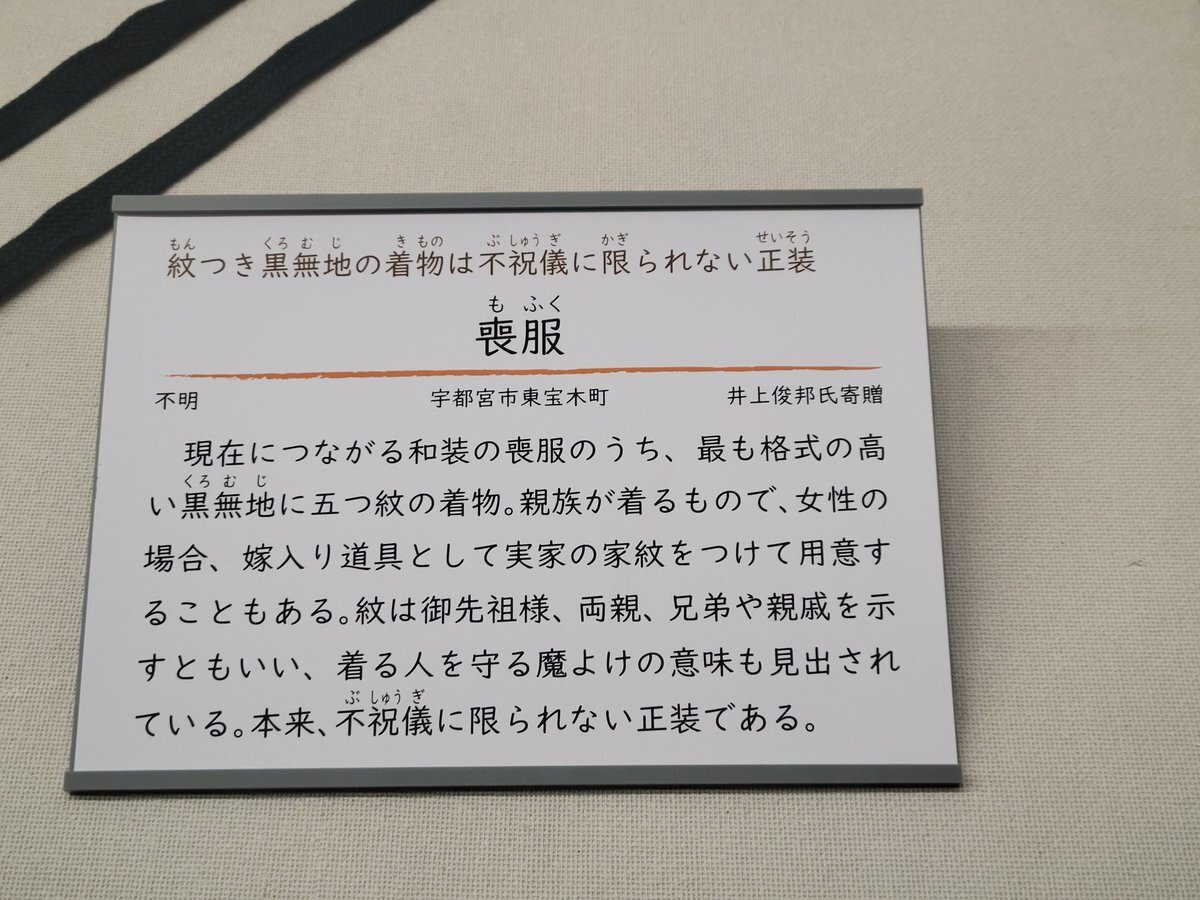 紋つき黒無地の着物は不祝儀に限られない正装
喪服
不明 宇都宮市東宝木町 井上俊邦氏寄贈
現在につながる和装の喪服のうち、最も格式の高
い黒無地に五つ紋の着物。親族が着るもので、女性の
場合、嫁入り道具として実家の家紋をつけて用意す
ることもある。紋は御先祖様、両親、兄弟や親戚を示
すともいい、着る人を守る魔よけの意味も見出され
ている。本来、不祝儀に限られない正装である。